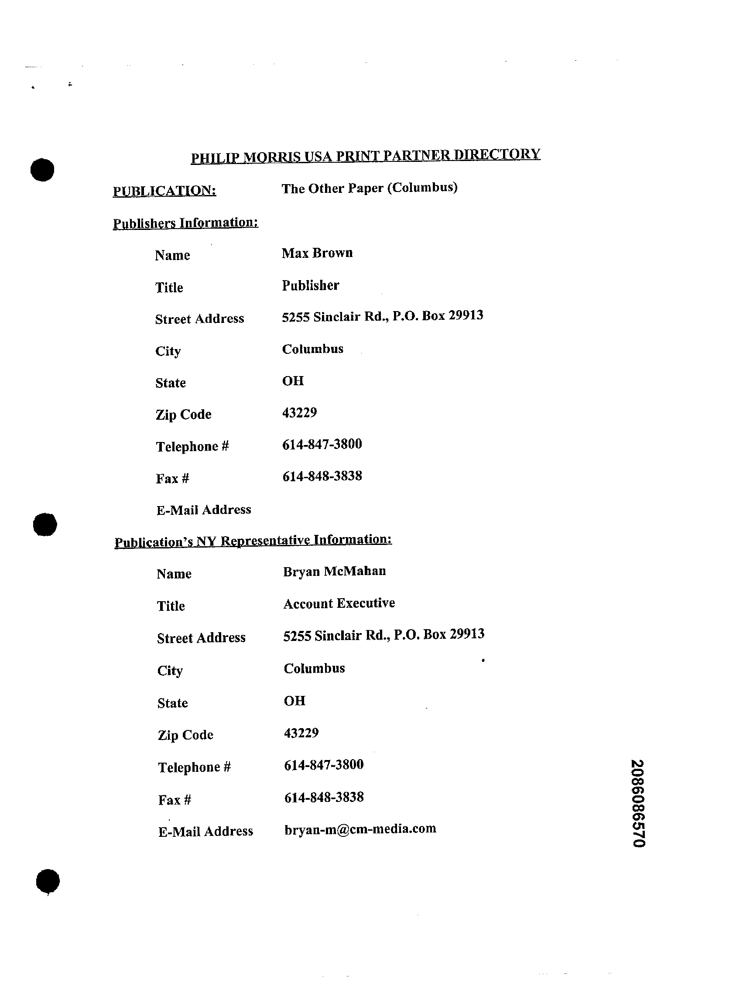 PHILIP MORRIS USA PRINT PARTNER DIRECTORY
PUBLICATION: The Other Paper (Columbus)
Publishers Information:
Name Max Brown
Title Publisher
Street Address 5255 Sinclair Rd., P.O. Box 29913
City Columbus
State OH
Zip Code 43229
Telephone # 614-847-3800
Fax # 614-848-3838
E-Mail Address
Publication's NY Representative Information:
Name Bryan McMahan
Title Account Executive
Street Address 5255 Sinclair Rd., P.O. Box 29913
City Columbus
State OH
Zip Code 43229
Telephone # 614-847-3800
Fax # 614-848-3838
E-Mail Address bryan-m@cm-media.com
2086086570